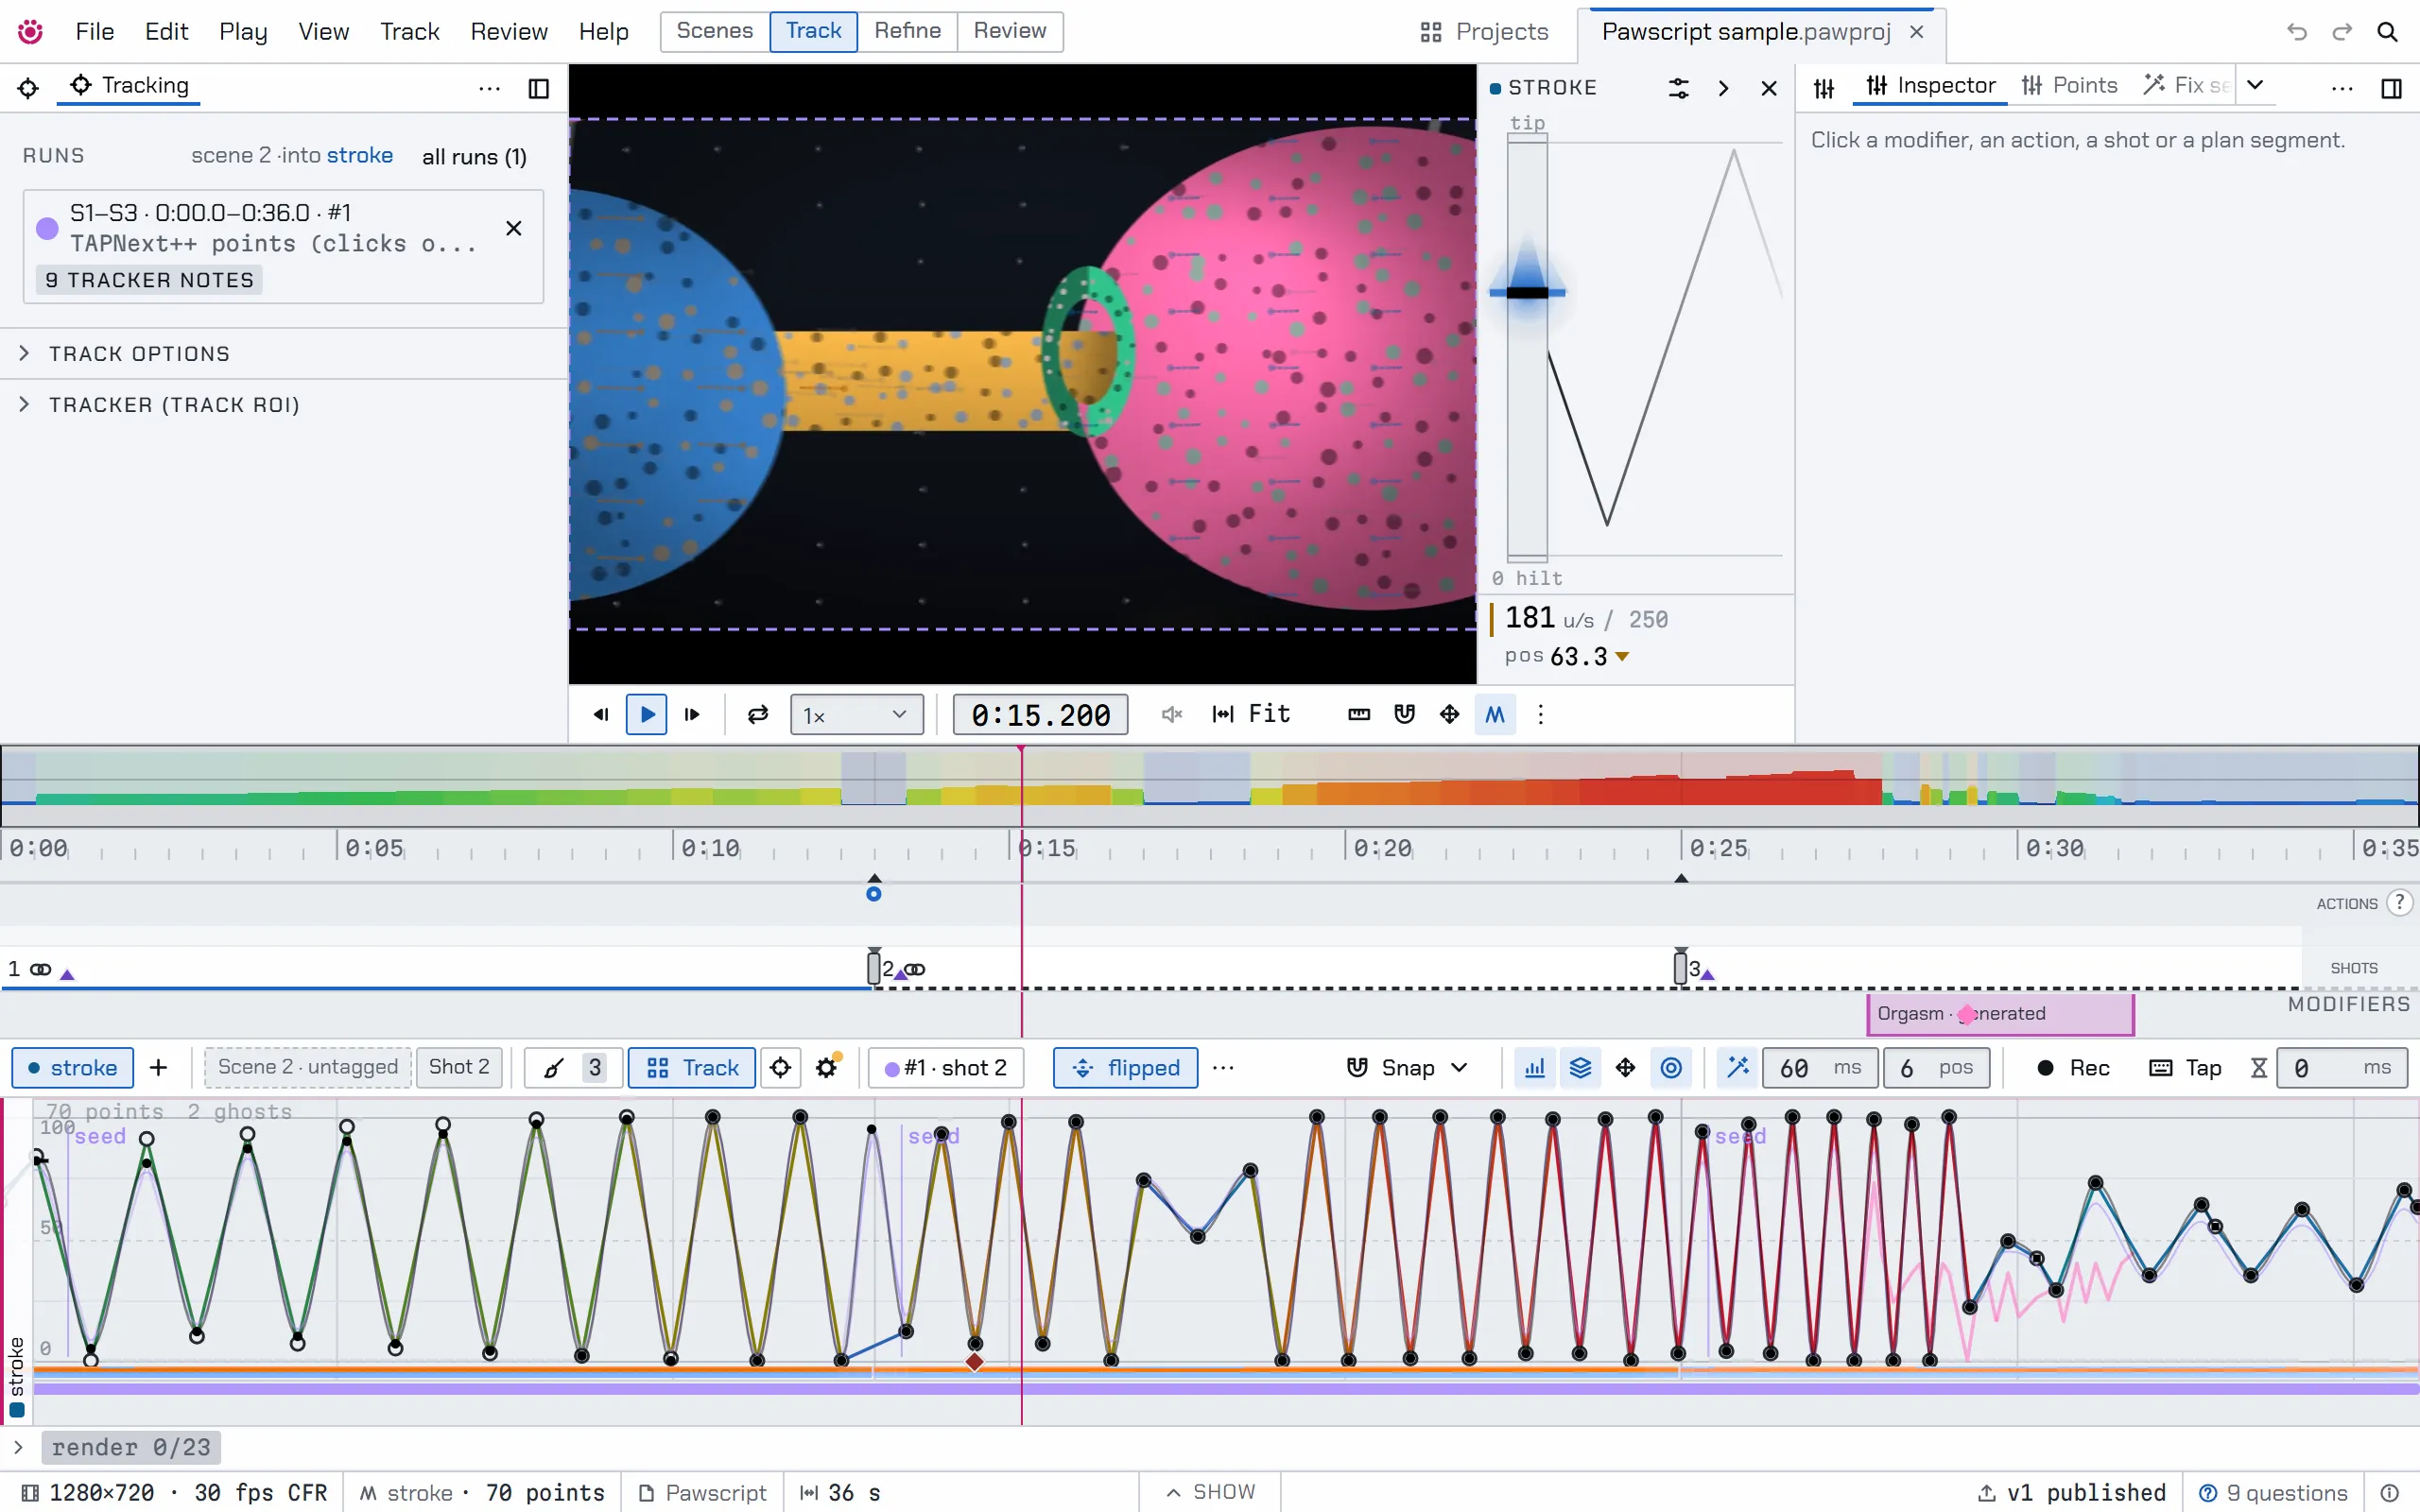 File Edit Play View Track Review Help Scenes Track Refine Review Projects Pawscript sample.pawproj
Tracking
STROKE
Inspector Points Fix se
RUNS scene 2 ·into stroke all runs (1)
S1–S3 · 0:00.0–0:36.0 · #1
TAPNext++ points (clicks o...
9 TRACKER NOTES
TRACK OPTIONS
TRACKER (TRACK ROI)
tip
0 hilt
181 u/s / 250
pos 63.3
Click a modifier, an action, a shot or a plan segment.
1× 0:15.200 Fit
0:00 0:05 0:10 0:15 0:20 0:25 0:30 0:35
ACTIONS ?
1 2 3 SHOTS
Orgasm · nerated MODIFIERS
stroke + Scene 2 · untagged Shot 2 3 Track #1 · shot 2 flipped Snap 60 ms 6 pos Rec Tap 0 ms
70 points 2 ghosts
100
seed seed seed
50
0
stroke
render 0/23
1280×720 · 30 fps CFR stroke · 70 points Pawscript 36 s SHOW v1 published 9 questions